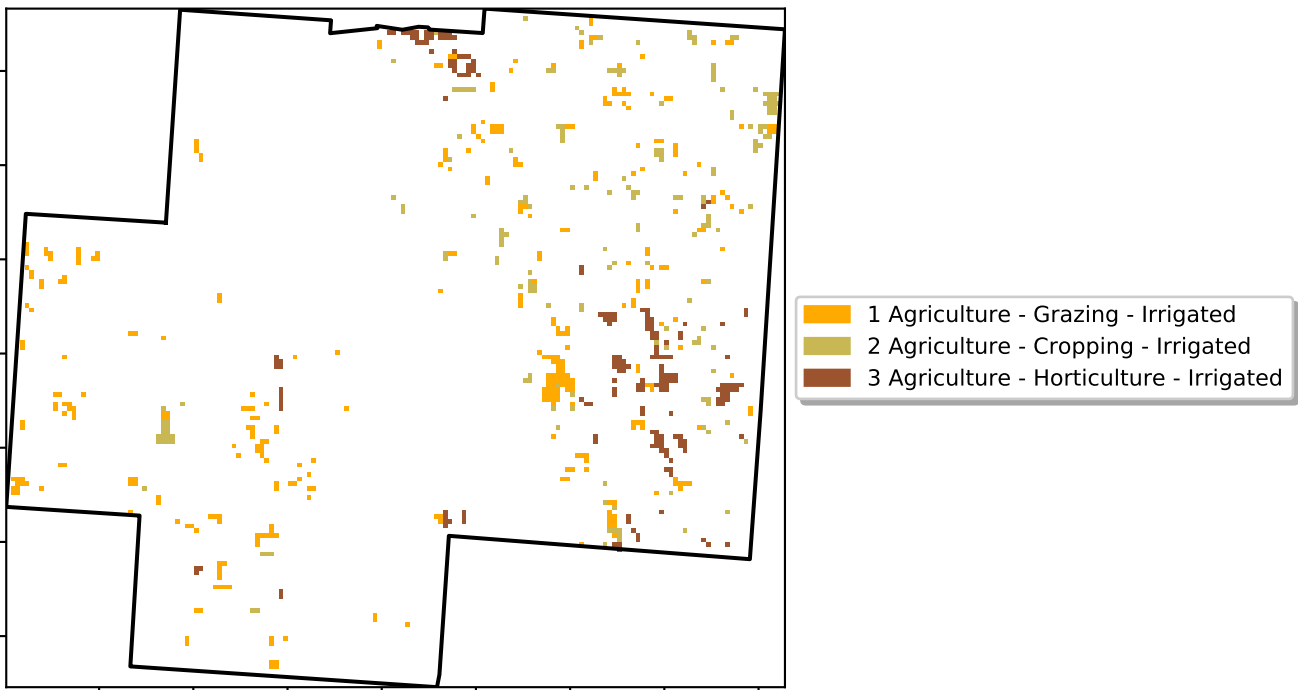 1 Agriculture - Grazing - Irrigated
2 Agriculture - Cropping - Irrigated
3 Agriculture - Horticulture - Irrigated